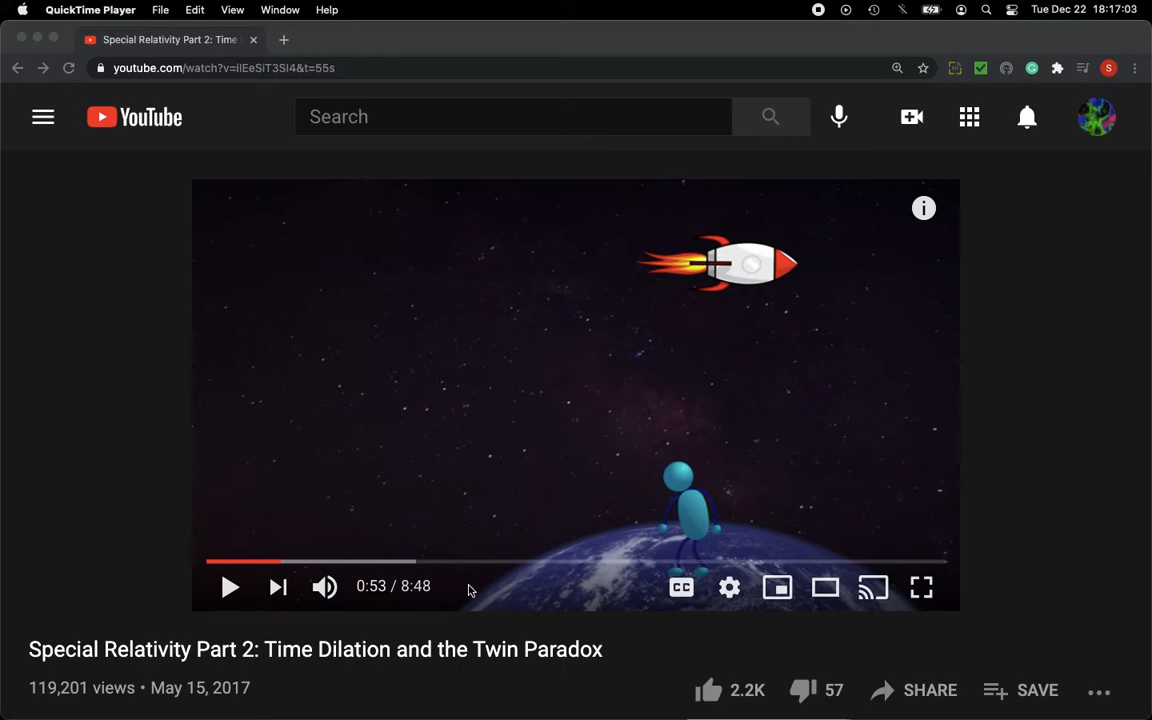 QuickTime Player File Edit View Window Help Tue Dec 22 18:17:03
Special Relativity Part 2: Time
youtube.com/watch?v=ilEeSiT3SI4&t=55s
S
YouTube
Search
i
0:53 / 8:48
CC
Special Relativity Part 2: Time Dilation and the Twin Paradox
119,201 views • May 15, 2017
2.2K 57 SHARE SAVE